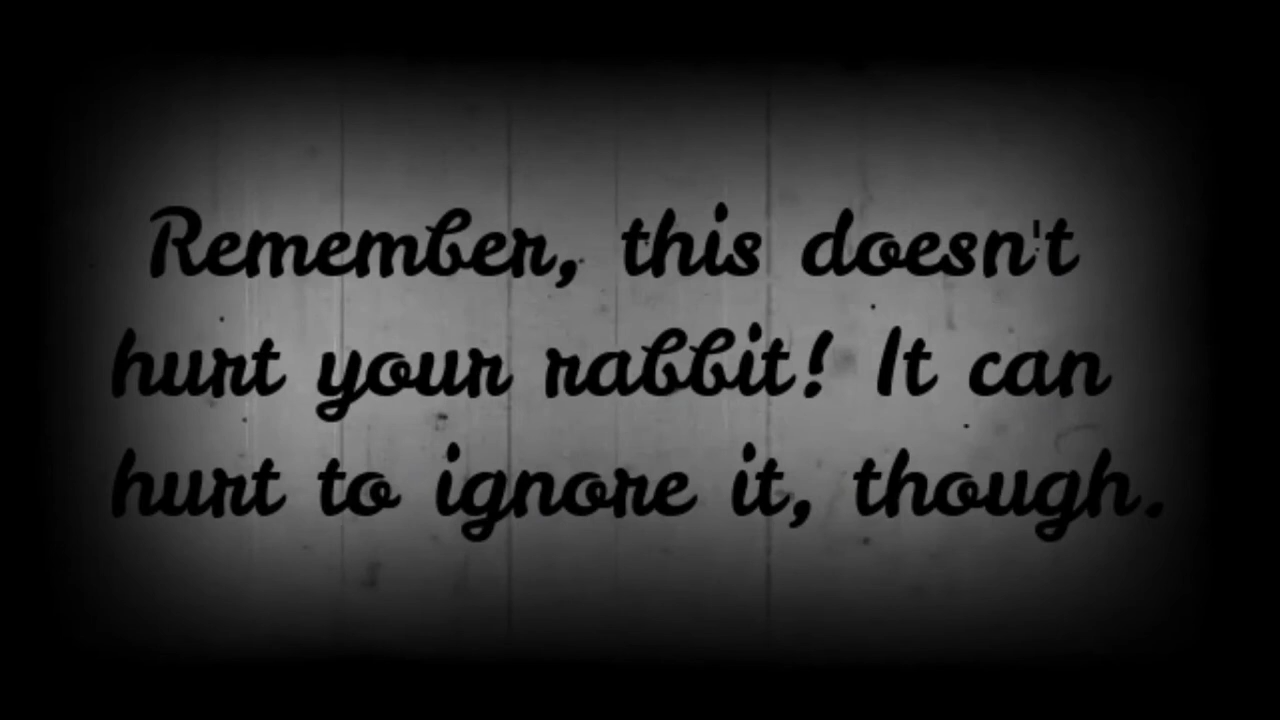 Remember, this doesn't
hurt your rabbit! It can
hurt to ignore it, though.